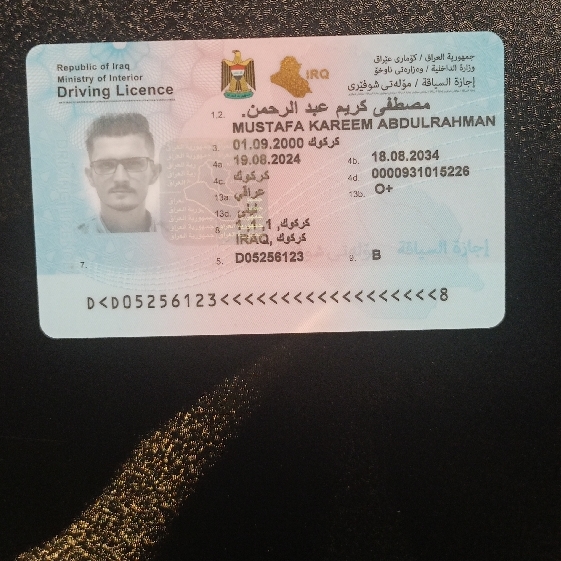 Republic of Iraq
Ministry of Interior
Driving Licence
IRQ
جمهورية العراق / كۆماری عێراق
وزارة الداخلية / وەزارەتی ناوخۆ
إجازة السياقة / مۆڵەتی شوفێری
1.2. مصطفى كريم عبد الرحمن.
MUSTAFA KAREEM ABDULRAHMAN
3. 01.09.2000 كركوك
4a. 19.08.2024 4b. 18.08.2034
4c. كركوك 4d. 0000931015226
13a. عراقي 13b. O+
13c.
8. كركوك, 1, 1, 1
IRAQ, كركوك
7. 5. D05256123 9. B
إجازة السياقة
D<D05256123<<<<<<<<<<<<<<<<<<<8